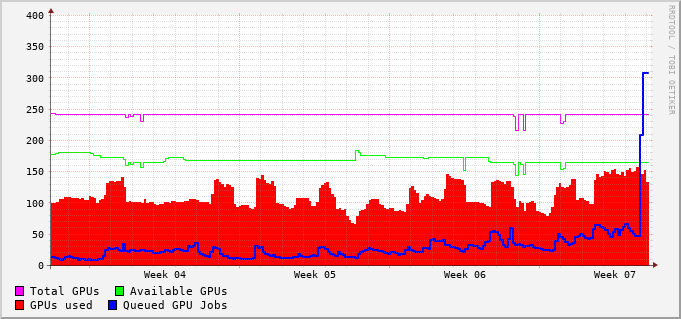 400
350
300
250
200
150
100
50
0
Week 04 Week 05 Week 06 Week 07
Total GPUs Available GPUs
GPUs used Queued GPU Jobs
RRDTOOL / TOBI OETIKER